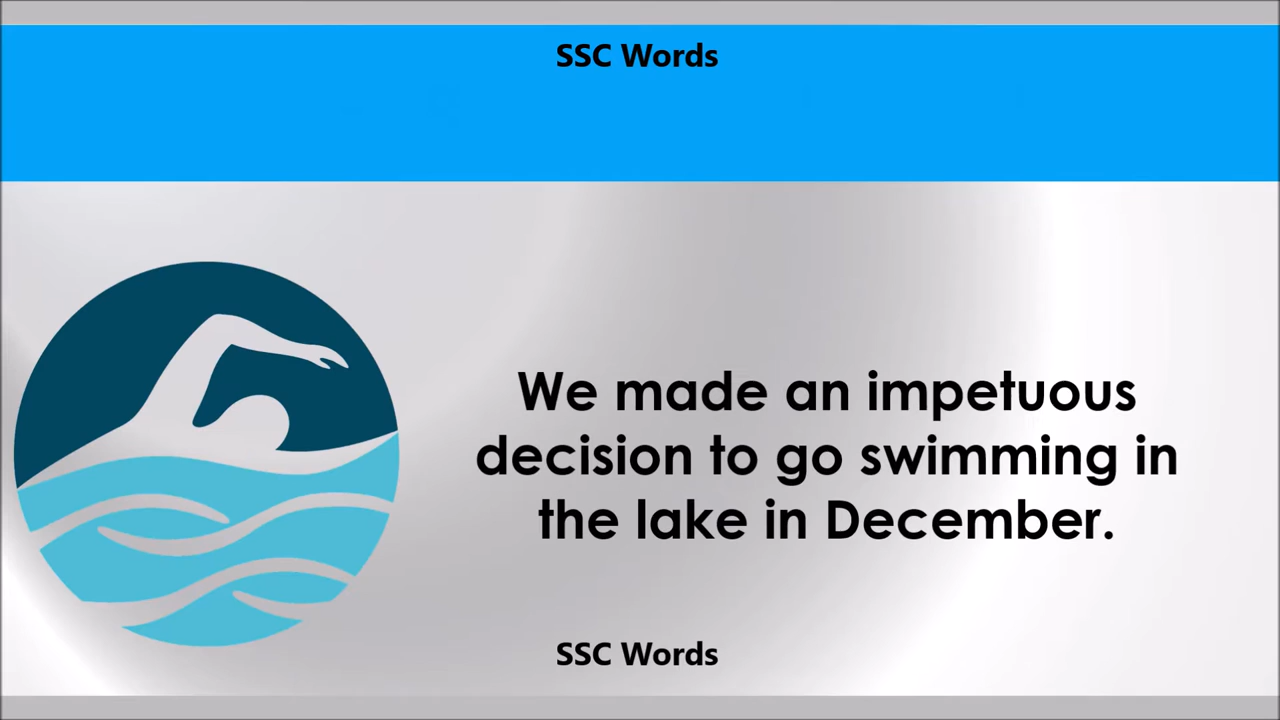 SSC Words
We made an impetuous
decision to go swimming in
the lake in December.
SSC Words